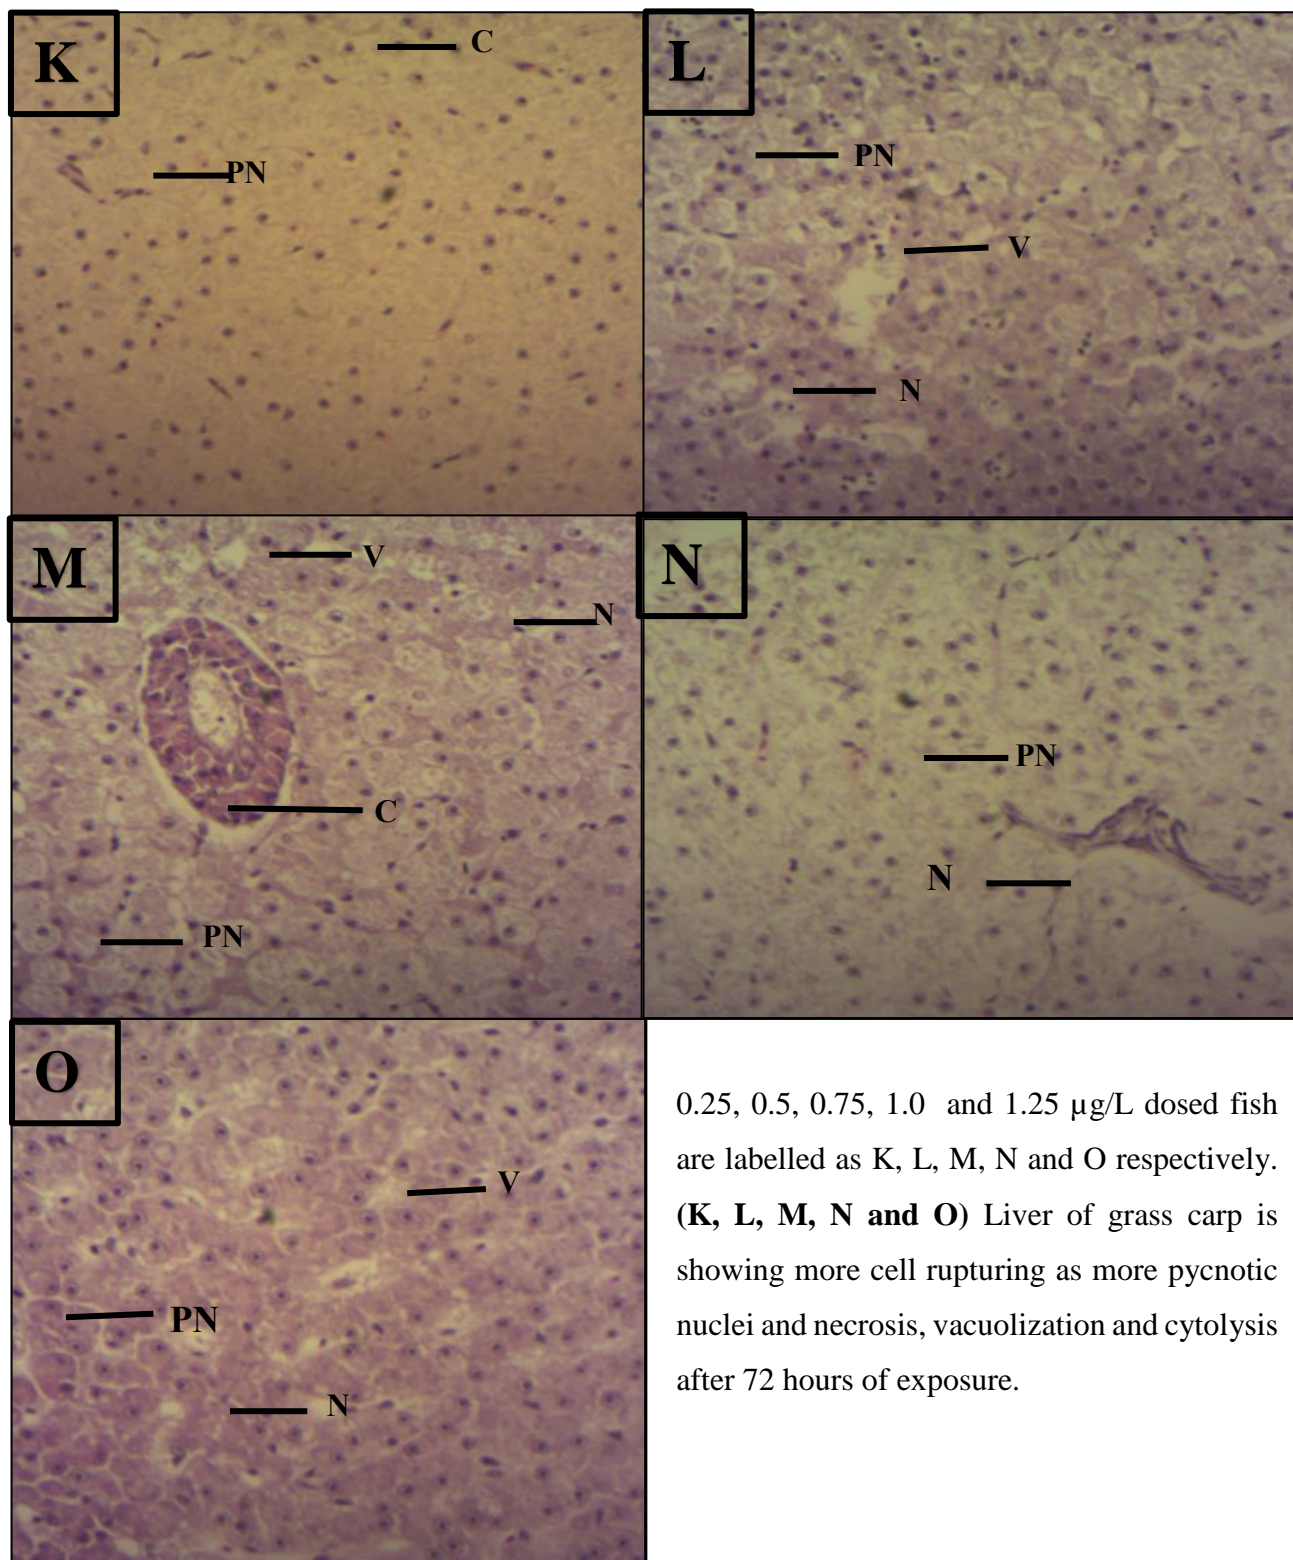 K
C
PN
L
PN
V
N
M
V
N
C
PN
N
PN
N
O
V
PN
N
0.25, 0.5, 0.75, 1.0 and 1.25 µg/L dosed fish
are labelled as K, L, M, N and O respectively.
(K, L, M, N and O) Liver of grass carp is
showing more cell rupturing as more pycnotic
nuclei and necrosis, vacuolization and cytolysis
after 72 hours of exposure.